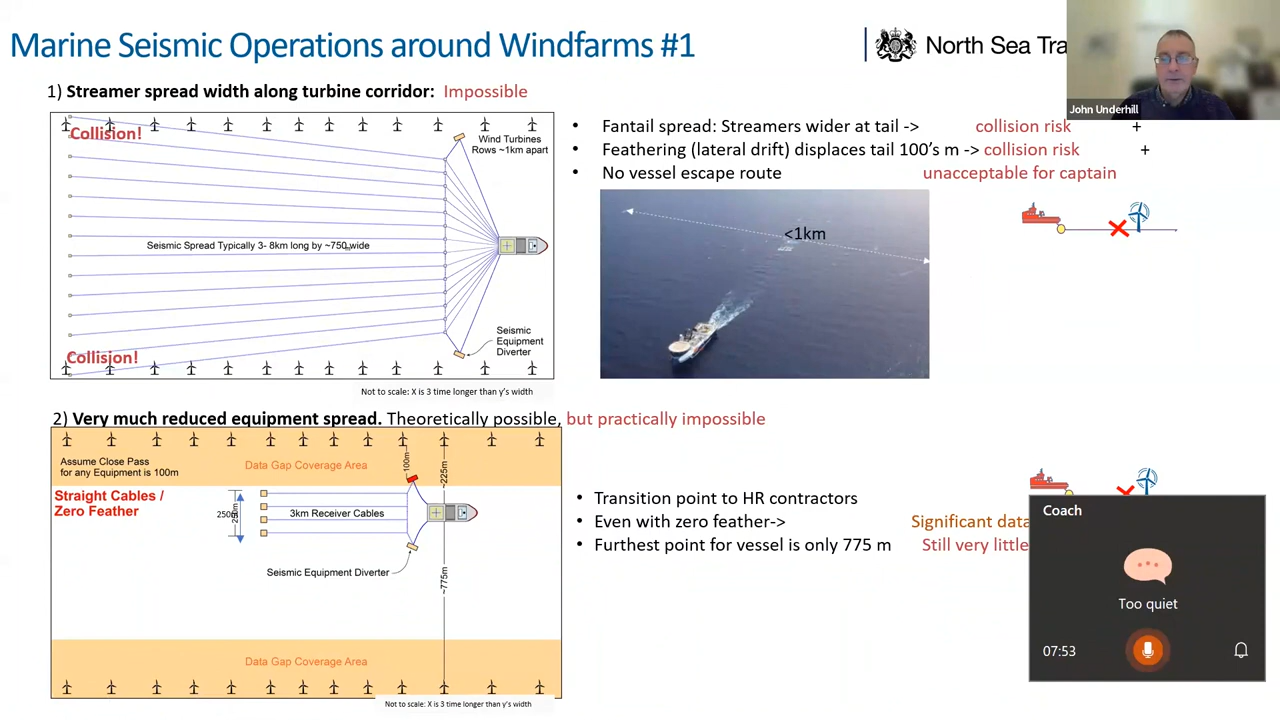 Marine Seismic Operations around Windfarms #1
North Sea Tra
John Underhill
1) Streamer spread width along turbine corridor: Impossible
Collision!
Wind Turbines
Rows ~1km apart
Seismic Spread Typically 3- 8km long by ~750 wide
Seismic
Equipment
Diverter
Collision!
Not to scale: X is 3 time longer than y's width
• Fantail spread: Streamers wider at tail -> collision risk +
• Feathering (lateral drift) displaces tail 100's m -> collision risk +
• No vessel escape route unacceptable for captain
<1km
2) Very much reduced equipment spread. Theoretically possible, but practically impossible
Assume Close Pass
for any Equipment is 100m
Data Gap Coverage Area
100m
~225m
Straight Cables /
Zero Feather
250m
3km Receiver Cables
Seismic Equipment Diverter
~775m
Data Gap Coverage Area
Not to scale: X is 3 time longer than y's width
• Transition point to HR contractors
• Even with zero feather-> Significant data
• Furthest point for vessel is only 775 m Still very little
Coach
Too quiet
07:53